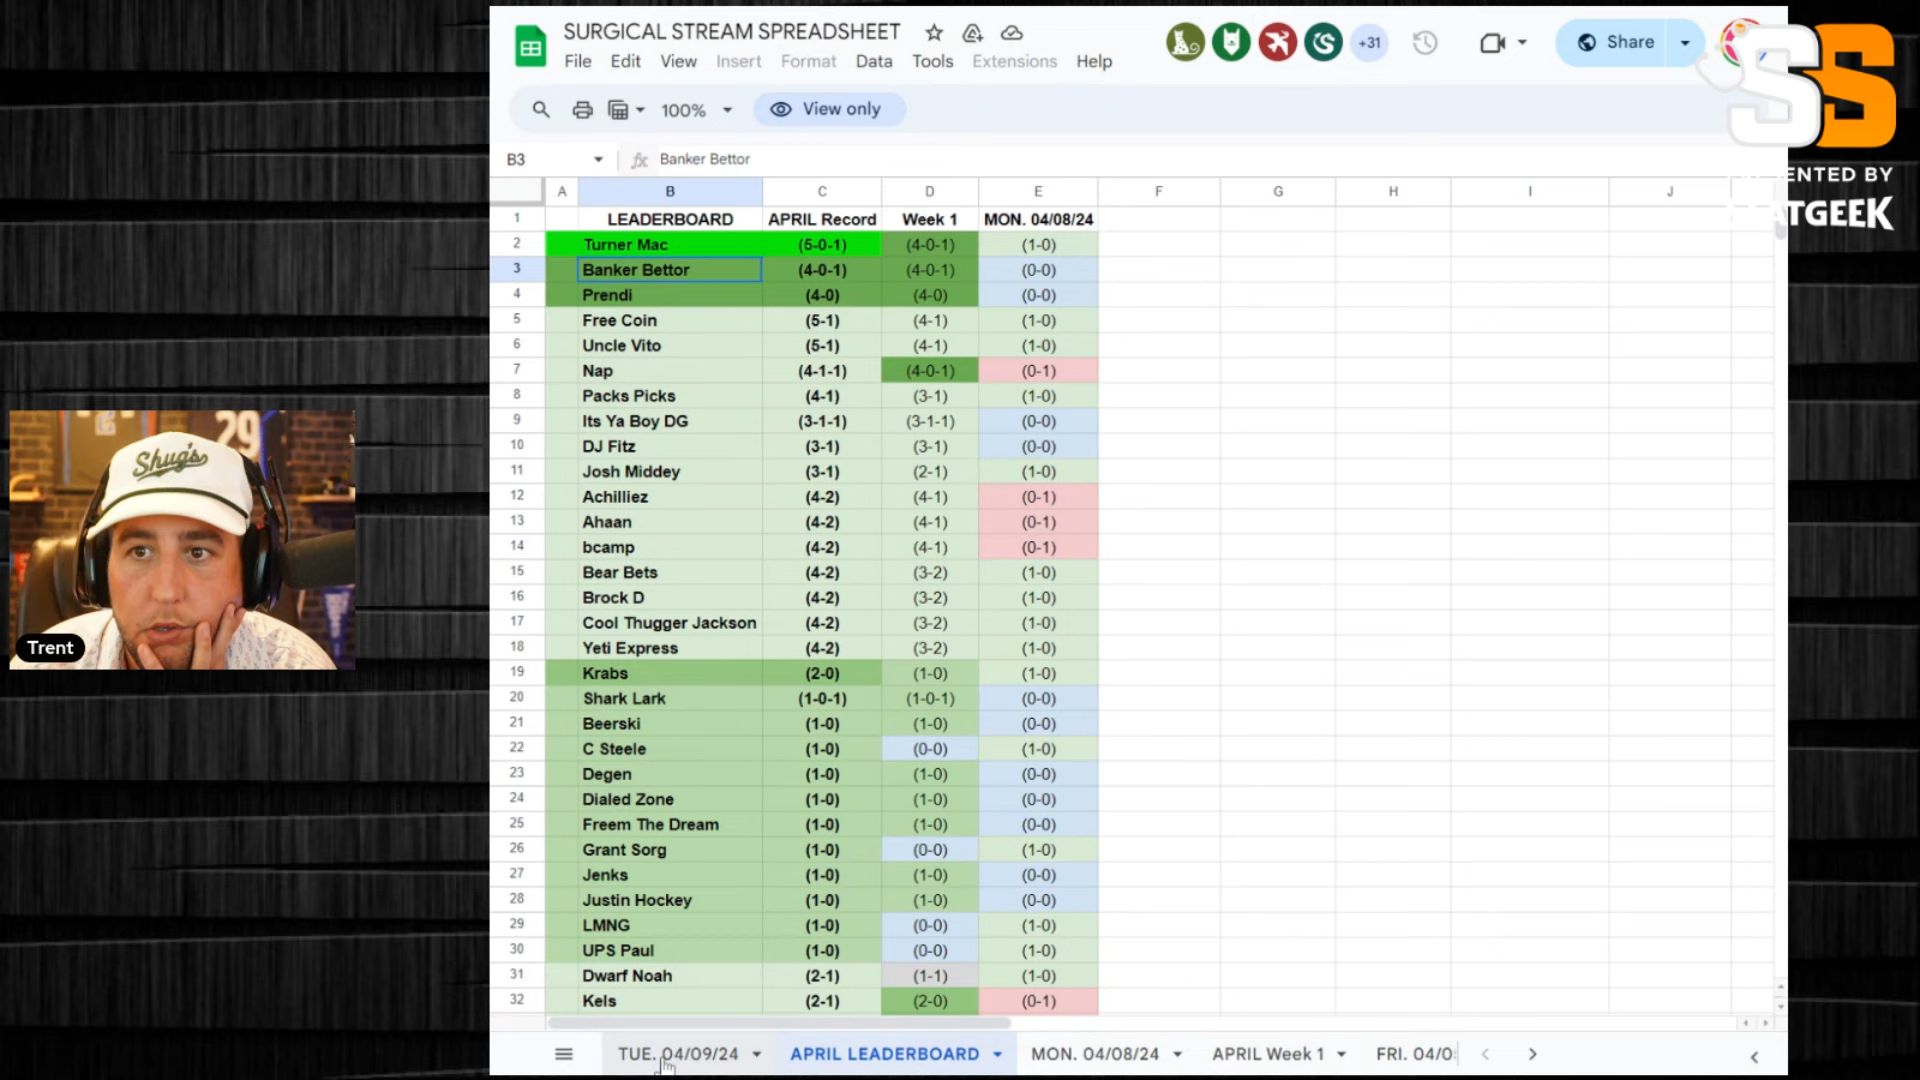 SURGICAL STREAM SPREADSHEET
+31
Share
File Edit View Insert Format Data Tools Extensions Help
SS
100%
View only
B3
fx Banker Bettor
A B C D E F G H I J
1 LEADERBOARD APRIL Record Week 1 MON. 04/08/24
2 Turner Mac (5-0-1) (4-0-1) (1-0)
3 Banker Bettor (4-0-1) (4-0-1) (0-0)
4 Prendi (4-0) (4-0) (0-0)
5 Free Coin (5-1) (4-1) (1-0)
6 Uncle Vito (5-1) (4-1) (1-0)
7 Nap (4-1-1) (4-0-1) (0-1)
8 Packs Picks (4-1) (3-1) (1-0)
9 Its Ya Boy DG (3-1-1) (3-1-1) (0-0)
10 DJ Fitz (3-1) (3-1) (0-0)
11 Josh Middey (3-1) (2-1) (1-0)
12 Achilliez (4-2) (4-1) (0-1)
13 Ahaan (4-2) (4-1) (0-1)
14 bcamp (4-2) (4-1) (0-1)
15 Bear Bets (4-2) (3-2) (1-0)
16 Brock D (4-2) (3-2) (1-0)
17 Cool Thugger Jackson (4-2) (3-2) (1-0)
18 Yeti Express (4-2) (3-2) (1-0)
19 Krabs (2-0) (1-0) (1-0)
20 Shark Lark (1-0-1) (1-0-1) (0-0)
21 Beerski (1-0) (1-0) (0-0)
22 C Steele (1-0) (0-0) (1-0)
23 Degen (1-0) (1-0) (0-0)
24 Dialed Zone (1-0) (1-0) (0-0)
25 Freem The Dream (1-0) (1-0) (0-0)
26 Grant Sorg (1-0) (0-0) (1-0)
27 Jenks (1-0) (1-0) (0-0)
28 Justin Hockey (1-0) (1-0) (0-0)
29 LMNG (1-0) (0-0) (1-0)
30 UPS Paul (1-0) (0-0) (1-0)
31 Dwarf Noah (2-1) (1-1) (1-0)
32 Kels (2-1) (2-0) (0-1)
TUE. 04/09/24 APRIL LEADERBOARD MON. 04/08/24 APRIL Week 1 FRI. 04/0
29
Shug's
Trent